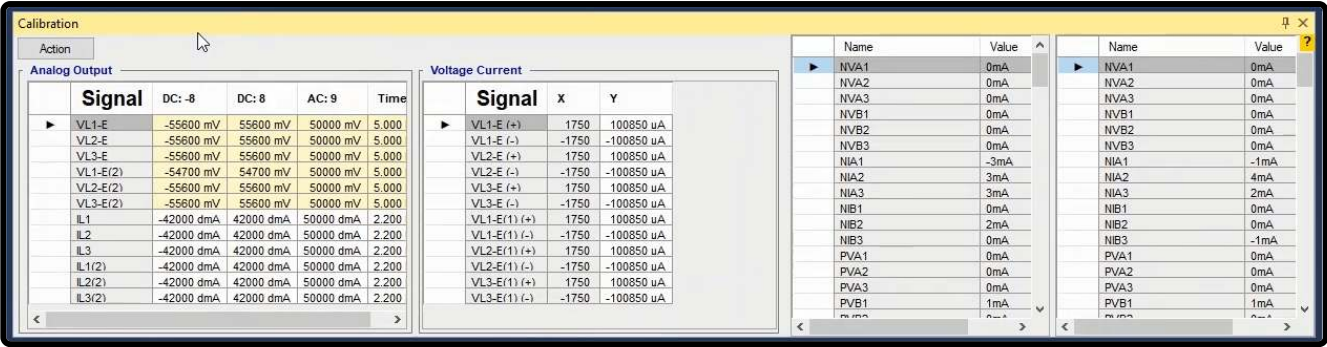 Calibration
Action
Analog Output
Signal DC: -8 DC: 8 AC: 9 Time
VL1-E -55600 mV 55600 mV 50000 mV 5.000
VL2-E -55600 mV 55600 mV 50000 mV 5.000
VL3-E -55600 mV 55600 mV 50000 mV 5.000
VL1-E(2) -54700 mV 54700 mV 50000 mV 5.000
VL2-E(2) -55600 mV 55600 mV 50000 mV 5.000
VL3-E(2) -55600 mV 55600 mV 50000 mV 5.000
IL1 -42000 dmA 42000 dmA 50000 dmA 2.200
IL2 -42000 dmA 42000 dmA 50000 dmA 2.200
IL3 -42000 dmA 42000 dmA 50000 dmA 2.200
IL1(2) -42000 dmA 42000 dmA 50000 dmA 2.200
IL2(2) -42000 dmA 42000 dmA 50000 dmA 2.200
IL3(2) -42000 dmA 42000 dmA 50000 dmA 2.200
Voltage Current
Signal X Y
VL1-E (+) 1750 100850 uA
VL1-E (-) -1750 -100850 uA
VL2-E (+) 1750 100850 uA
VL2-E (-) -1750 -100850 uA
VL3-E (+) 1750 100850 uA
VL3-E (-) -1750 -100850 uA
VL1-E(1) (+) 1750 100850 uA
VL1-E(1) (-) -1750 -100850 uA
VL2-E(1) (+) 1750 100850 uA
VL2-E(1) (-) -1750 -100850 uA
VL3-E(1) (+) 1750 100850 uA
VL3-E(1) (-) -1750 -100850 uA
Name Value
NVA1 0mA
NVA2 0mA
NVA3 0mA
NVB1 0mA
NVB2 0mA
NVB3 0mA
NIA1 -3mA
NIA2 3mA
NIA3 3mA
NIB1 0mA
NIB2 2mA
NIB3 0mA
PVA1 0mA
PVA2 0mA
PVA3 0mA
PVB1 1mA
Name Value ?
NVA1 0mA
NVA2 0mA
NVA3 0mA
NVB1 0mA
NVB2 0mA
NVB3 0mA
NIA1 -1mA
NIA2 4mA
NIA3 2mA
NIB1 0mA
NIB2 0mA
NIB3 -1mA
PVA1 0mA
PVA2 0mA
PVA3 0mA
PVB1 1mA